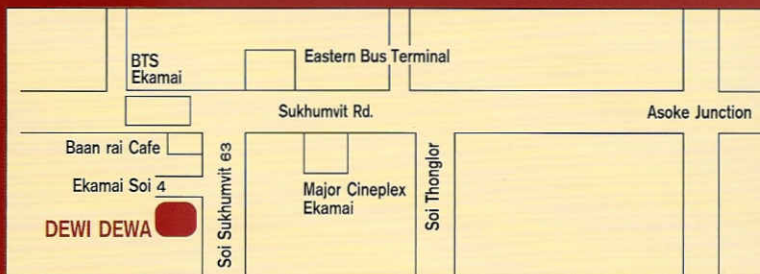 BTS
Ekamai
Eastern Bus Terminal
Sukhumvit Rd.
Asoke Junction
Baan rai Cafe
Ekamai Soi 4
DEWI DEWA
Soi Sukhumvit 63
Major Cineplex
Ekamai
Soi Thonglor